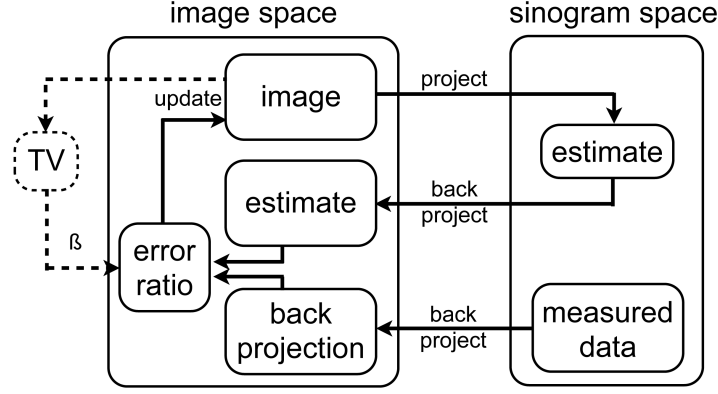 image space
sinogram space
image
project
update
TV
estimate
estimate
back
project
ß
error
ratio
back
projection
back
project
measured
data